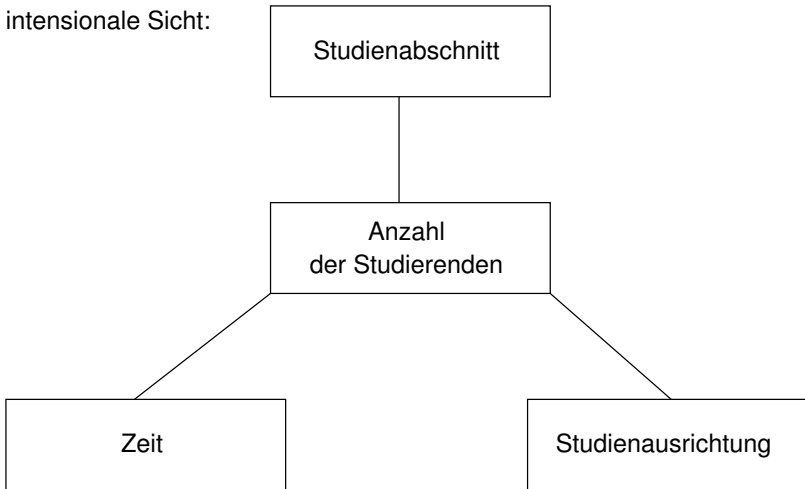 intensionale Sicht:
Studienabschnitt
Anzahl
der Studierenden
Zeit
Studienausrichtung